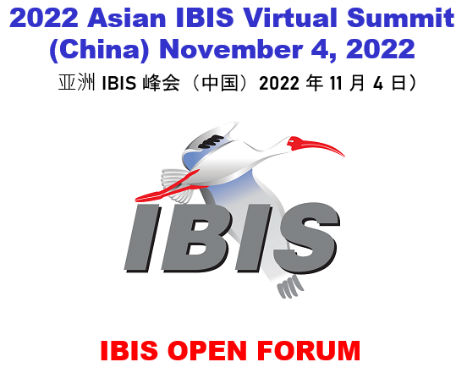 2022 Asian IBIS Virtual Summit
(China) November 4, 2022
亚洲 IBIS 峰会（中国）2022 年 11 月 4 日）
IBIS
IBIS OPEN FORUM